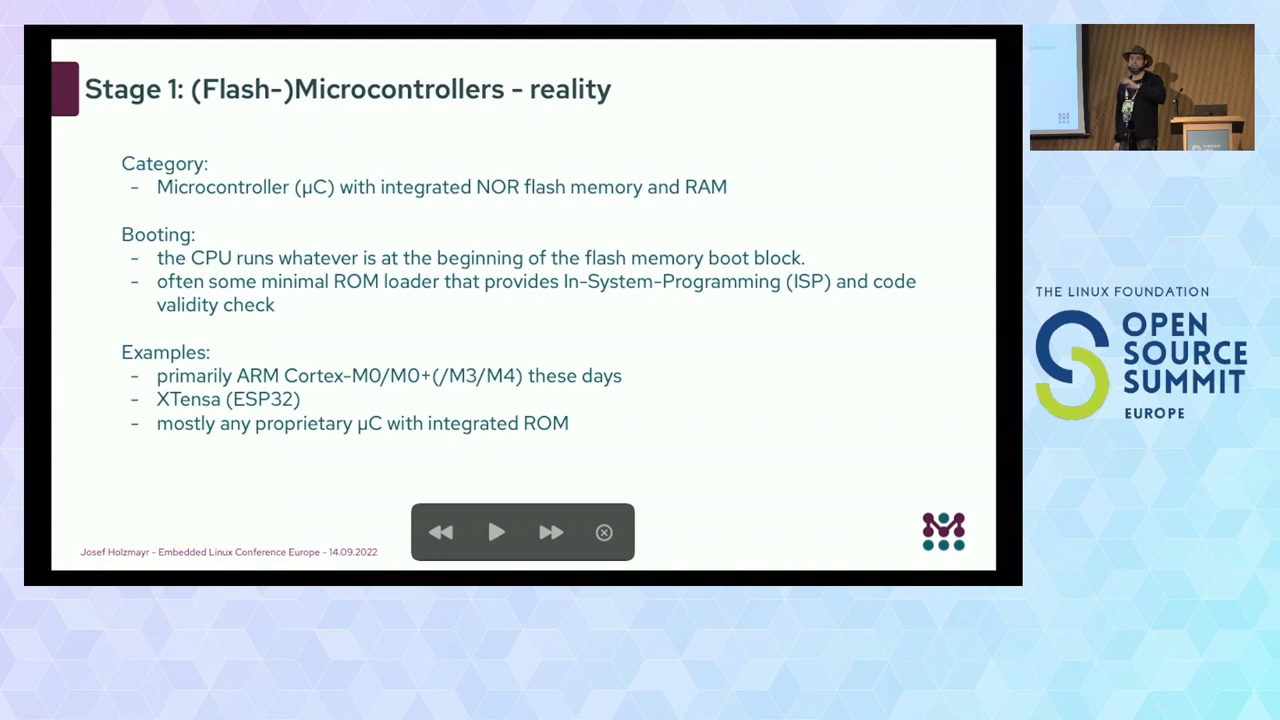 Stage 1: (Flash-)Microcontrollers - reality
Category:
- Microcontroller (µC) with integrated NOR flash memory and RAM
Booting:
- the CPU runs whatever is at the beginning of the flash memory boot block.
- often some minimal ROM loader that provides In-System-Programming (ISP) and code
validity check
Examples:
- primarily ARM Cortex-M0/M0+(/M3/M4) these days
- XTensa (ESP32)
- mostly any proprietary µC with integrated ROM
Josef Holzmayr - Embedded Linux Conference Europe - 14.09.2022
THE LINUX FOUNDATION
OPEN
SOURCE
SUMMIT
EUROPE